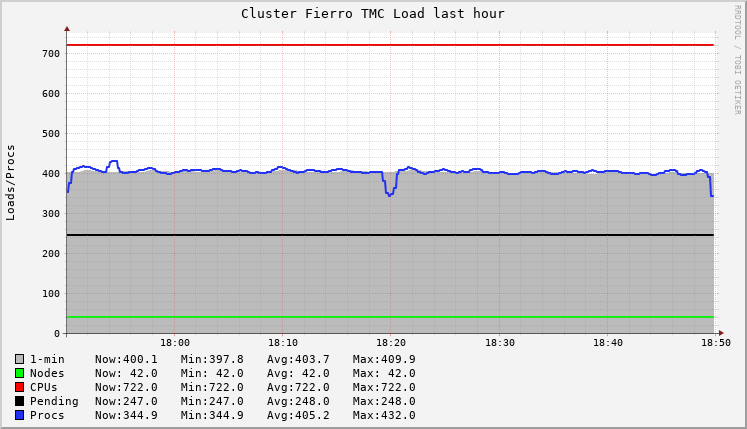 Cluster Fierro TMC Load last hour
RRDTOOL / TOBI OETIKER
Loads/Procs
700
600
500
400
300
200
100
0
18:00 18:10 18:20 18:30 18:40 18:50
1-min Now:400.1 Min:397.8 Avg:403.7 Max:409.9
Nodes Now: 42.0 Min: 42.0 Avg: 42.0 Max: 42.0
CPUs Now:722.0 Min:722.0 Avg:722.0 Max:722.0
Pending Now:247.0 Min:247.0 Avg:248.0 Max:248.0
Procs Now:344.9 Min:344.9 Avg:405.2 Max:432.0